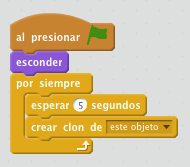 al presionar
esconder
por siempre
esperar 5 segundos
crear clon de este objeto